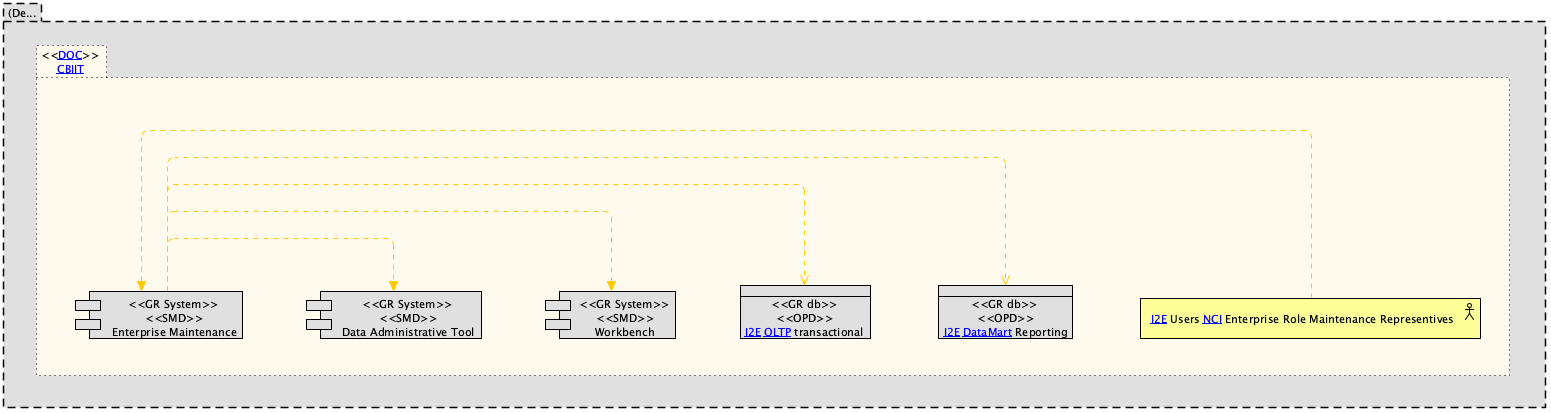 (De...
<<DOC>>
CBIIT
<<GR System>>
<<SMD>>
Enterprise Maintenance
<<GR System>>
<<SMD>>
Data Administrative Tool
<<GR System>>
<<SMD>>
Workbench
<<GR db>>
<<OPD>>
I2E OLTP transactional
<<GR db>>
<<OPD>>
I2E DataMart Reporting
I2E Users NCI Enterprise Role Maintenance Representives